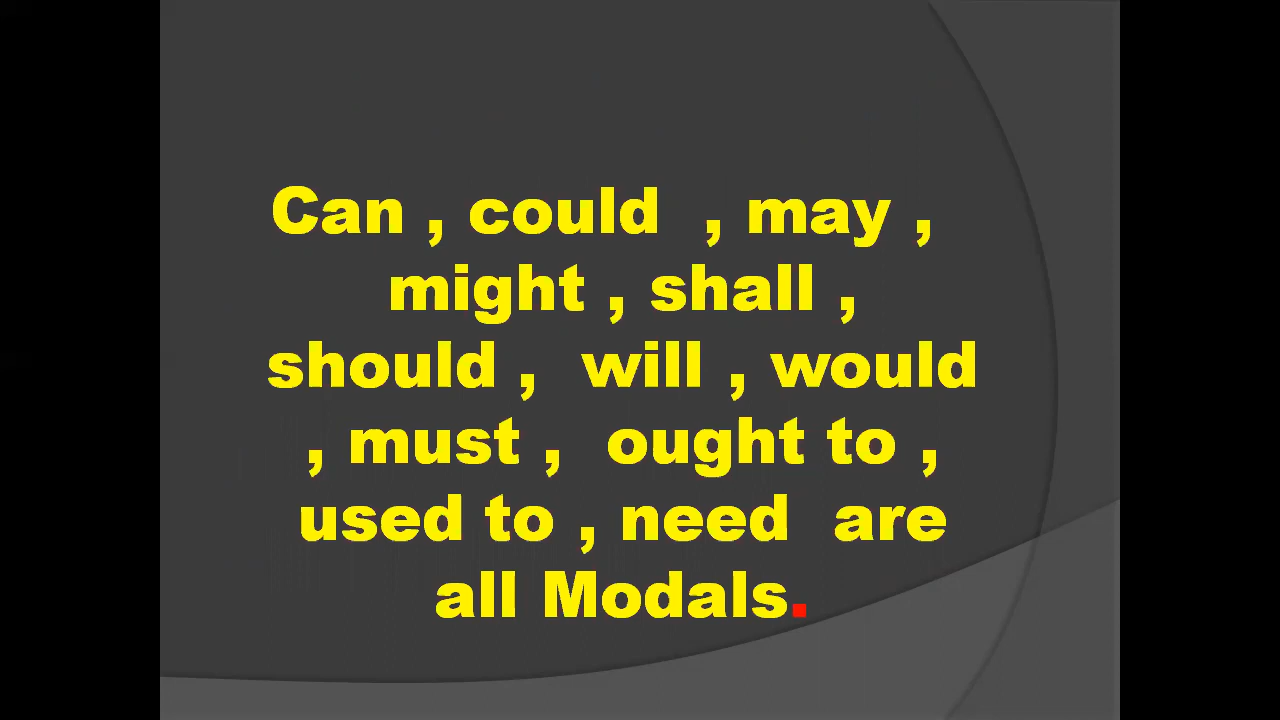 Can , could  , may ,
might , shall ,
should ,  will , would
, must ,  ought to ,
used to , need  are
all Modals.